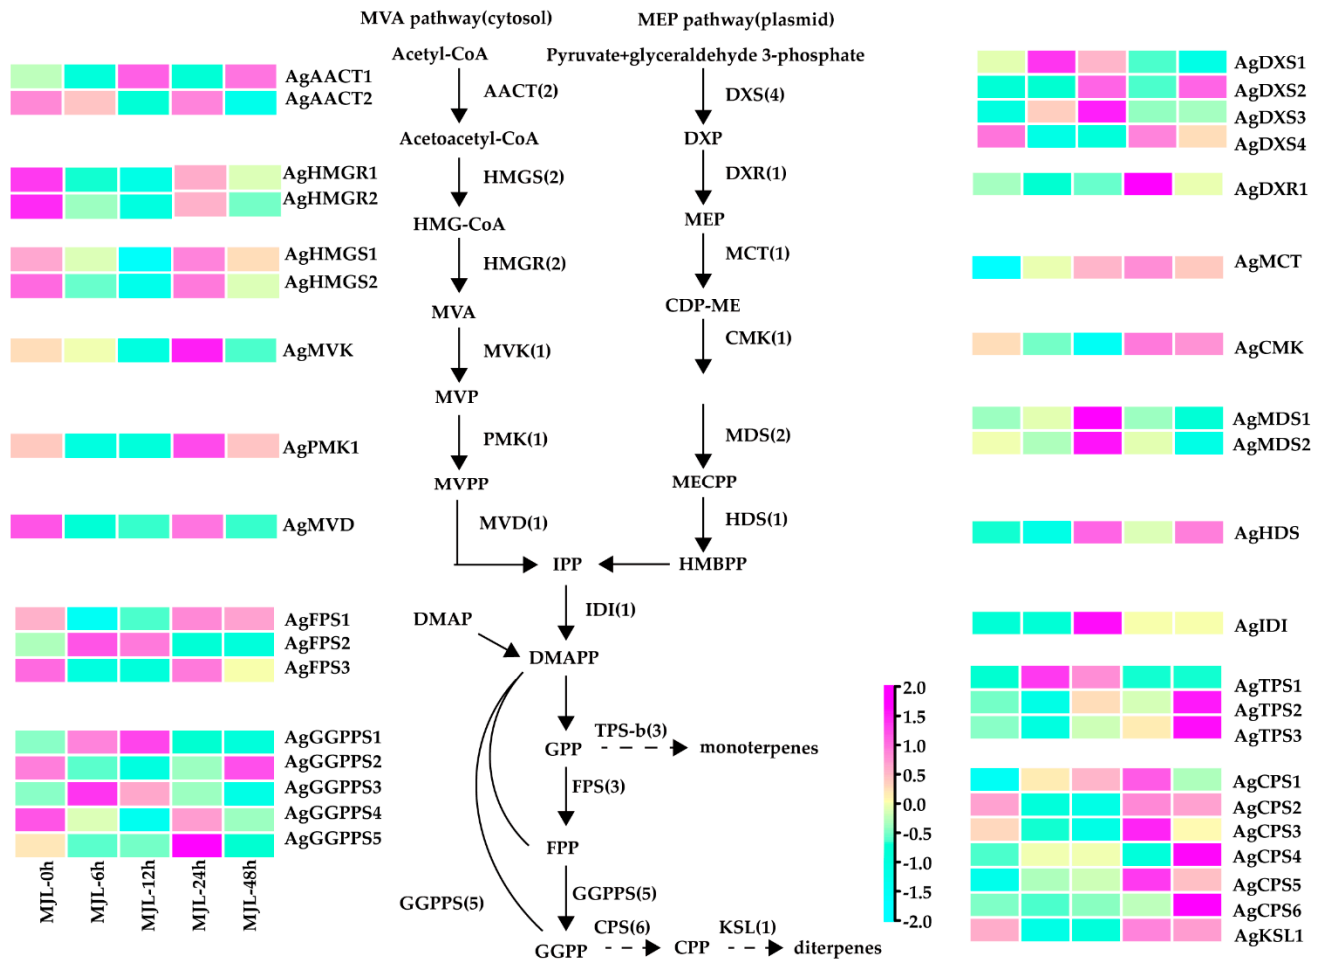 MVA pathway(cytosol)
MEP pathway(plasmid)
Acetyl-CoA
Pyruvate+glyceraldehyde 3-phosphate
AACT(2)
DXS(4)
Acetoacetyl-CoA
DXP
HMGS(2)
DXR(1)
HMG-CoA
MEP
HMGR(2)
MCT(1)
MVA
CDP-ME
MVK(1)
CMK(1)
MVP
PMK(1)
MDS(2)
MVPP
MECPP
MVD(1)
HDS(1)
IPP
HMBPP
IDI(1)
DMAP
DMAPP
TPS-b(3)
GPP
monoterpenes
FPS(3)
FPP
GGPPS(5)
GGPPS(5)
CPS(6)
KSL(1)
GGPP
CPP
diterpenes
AgAACT1
AgAACT2
AgHMGR1
AgHMGR2
AgHMGS1
AgHMGS2
AgMVK
AgPMK1
AgMVD
AgFPS1
AgFPS2
AgFPS3
AgGGPPS1
AgGGPPS2
AgGGPPS3
AgGGPPS4
AgGGPPS5
MJL-0h
MJL-6h
MJL-12h
MJL-24h
MJL-48h
2.0
1.5
1.0
0.5
0.0
-0.5
-1.0
-1.5
-2.0
AgDXS1
AgDXS2
AgDXS3
AgDXS4
AgDXR1
AgMCT
AgCMK
AgMDS1
AgMDS2
AgHDS
AgIDI
AgTPS1
AgTPS2
AgTPS3
AgCPS1
AgCPS2
AgCPS3
AgCPS4
AgCPS5
AgCPS6
AgKSL1